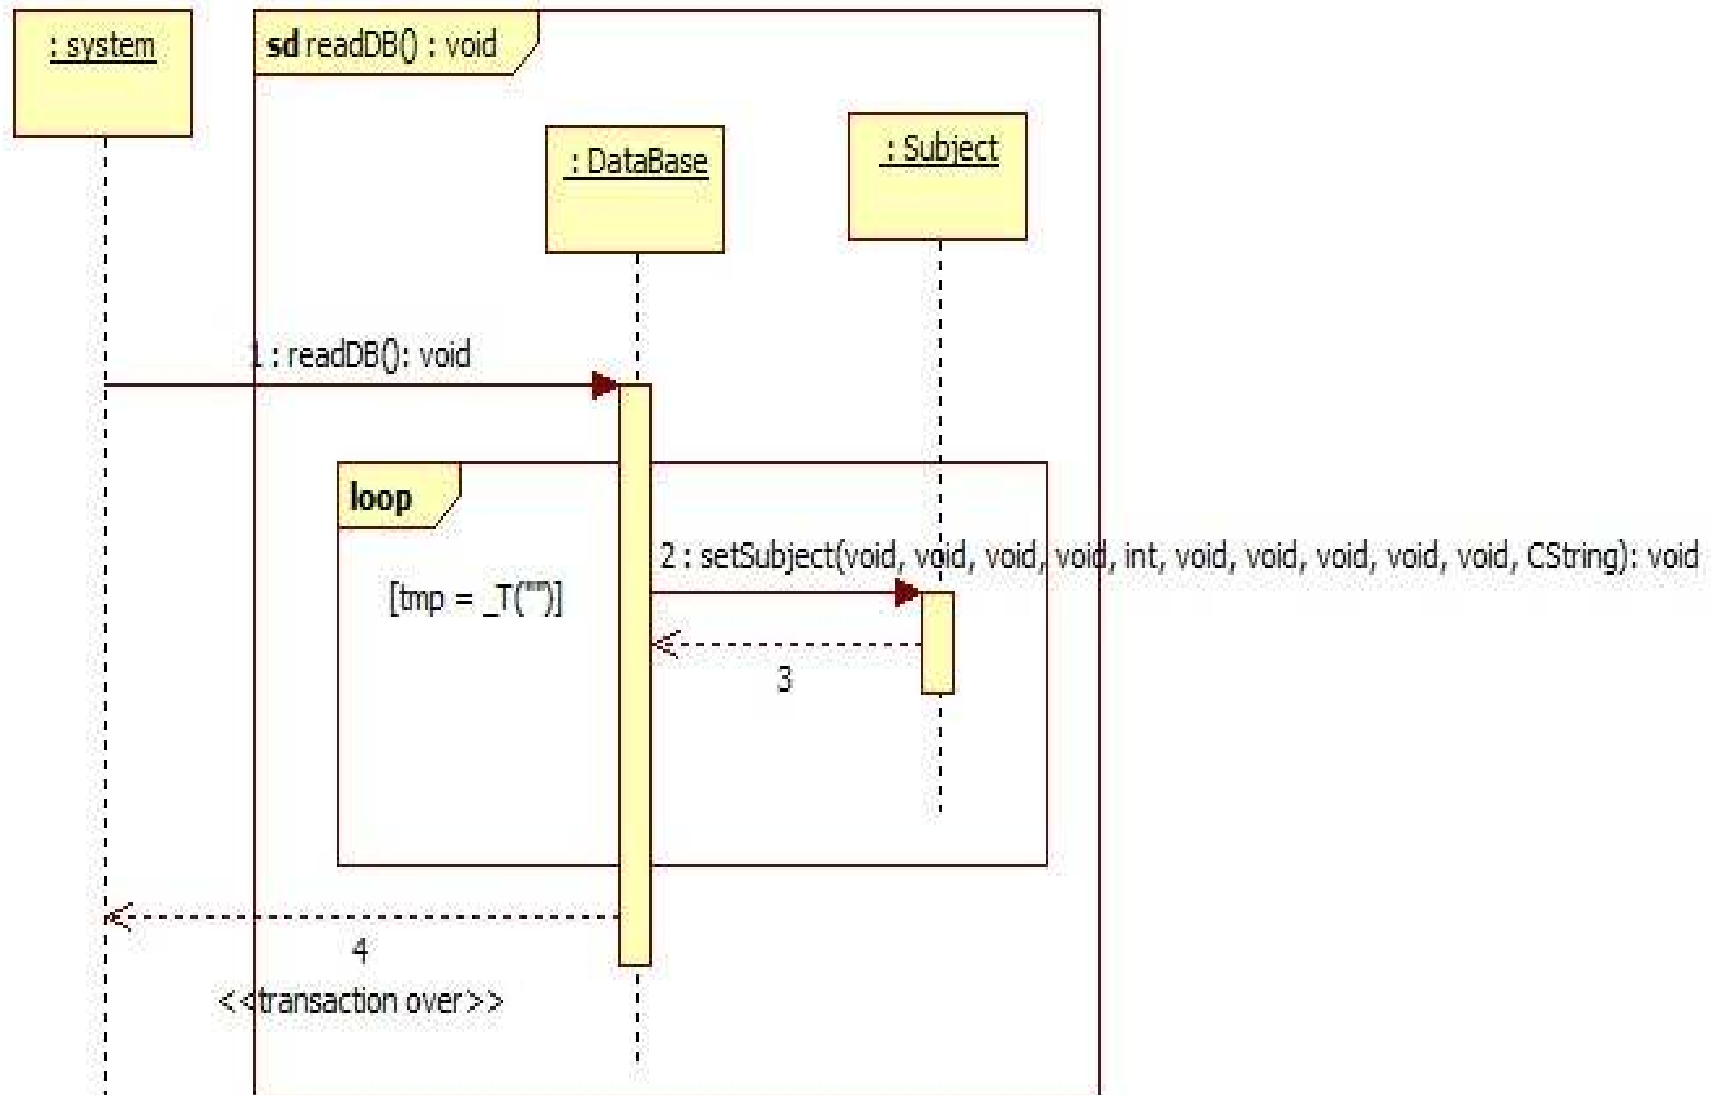 : system
sd readDB() : void
: DataBase
: Subject
1 : readDB(): void
loop
2 : setSubject(void, void, void, void, int, void, void, void, void, void, CString): void
[tmp = _T("")]
3
4
<<transaction over>>